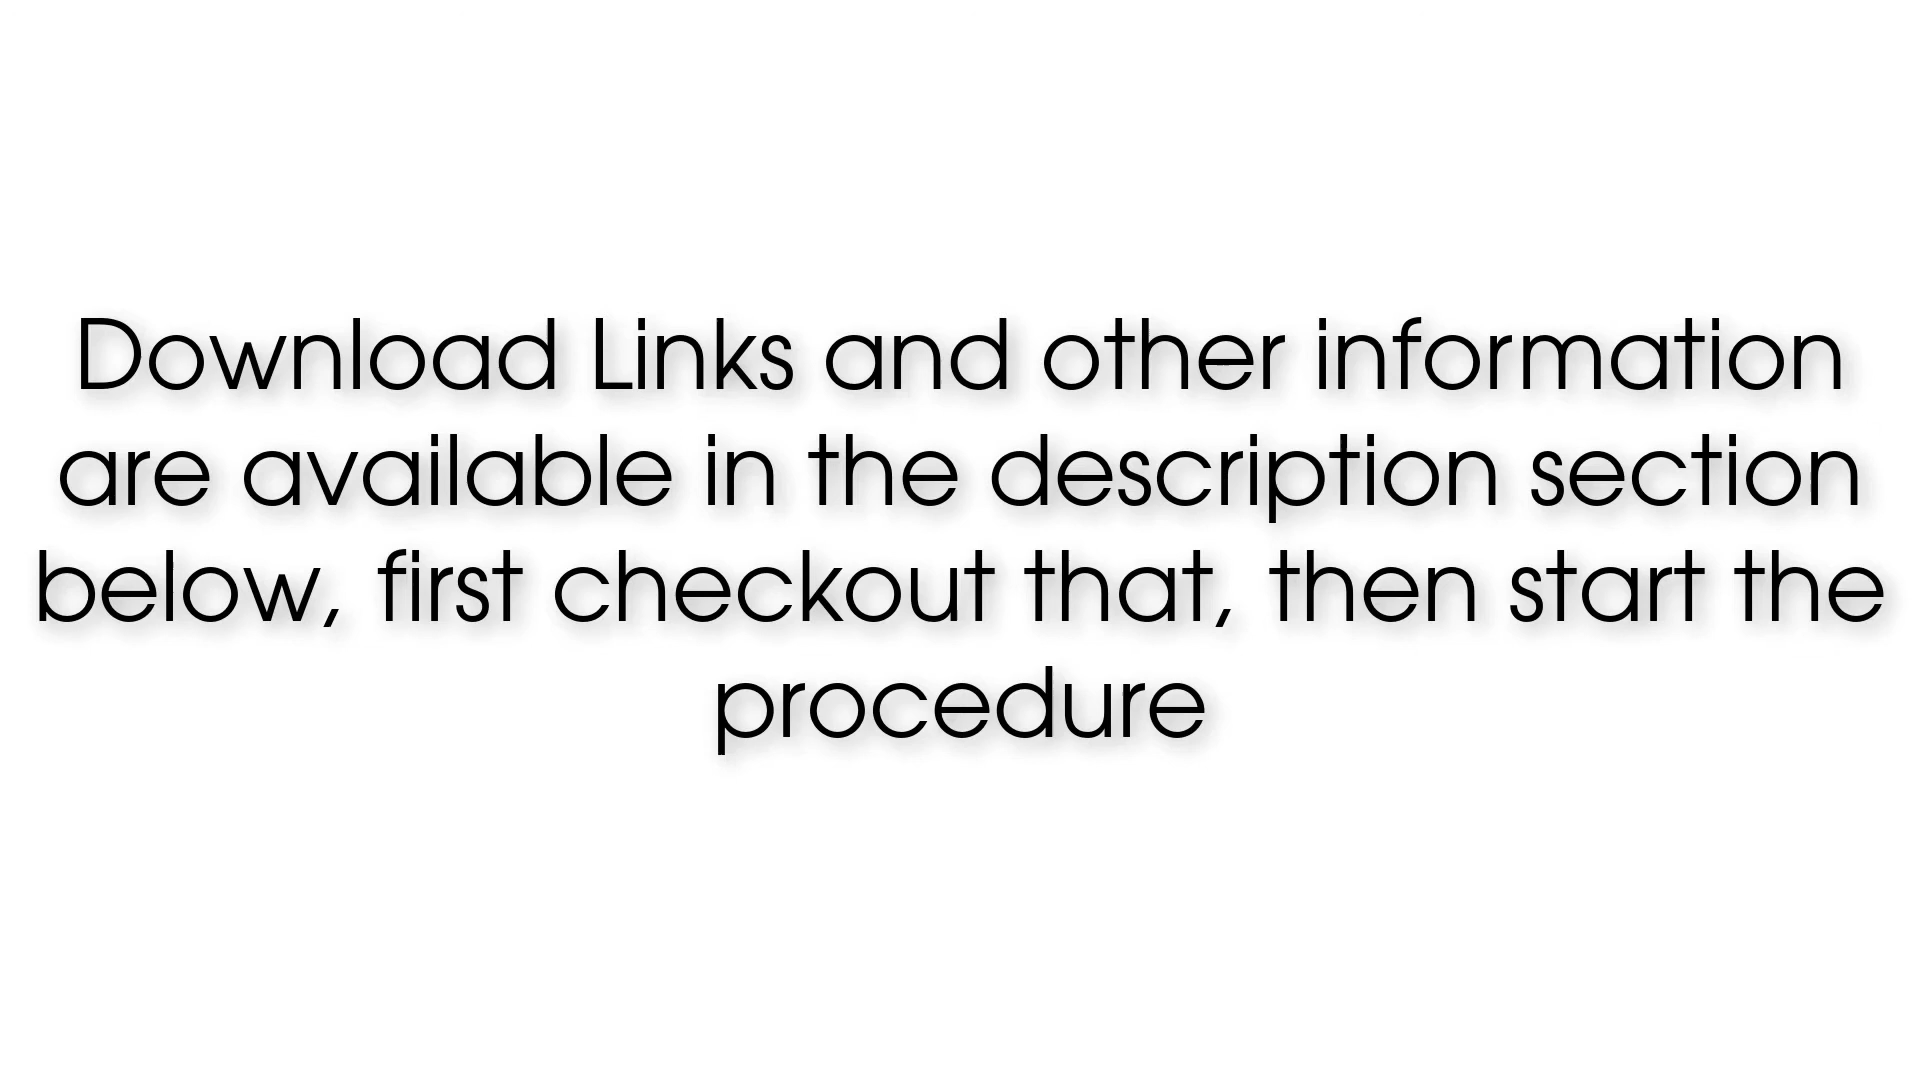 Download Links and other information
are available in the description section
below, first checkout that, then start the
procedure